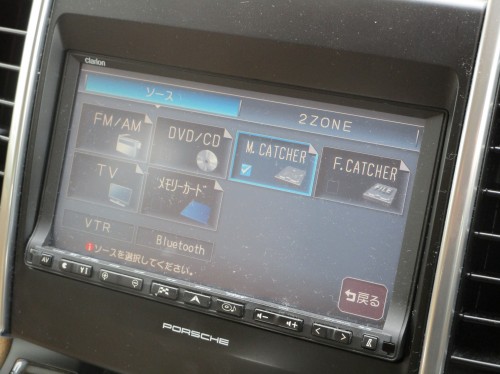 clarion
ソース
2ZONE
FM/AM
DVD/CD
M. CATCHER
F. CATCHER
TV
メモリーカード
VTR
Bluetooth
ソースを選択してください。
戻る
AV
PORSCHE